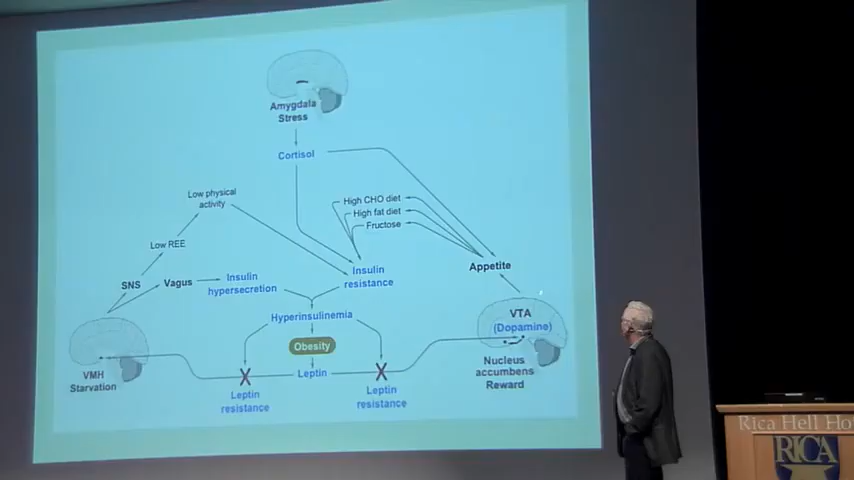 Amygdala
Stress
Cortisol
Low physical
activity
High CHO diet
High fat diet
Fructose
Low REE
SNS
Vagus
Insulin
hypersecretion
Insulin
resistance
Appetite
Hyperinsulinemia
Obesity
Leptin
VMH
Starvation
Leptin
resistance
Leptin
resistance
VTA
(Dopamine)
Nucleus
accumbens
Reward
Rica Hell Ho
RICA